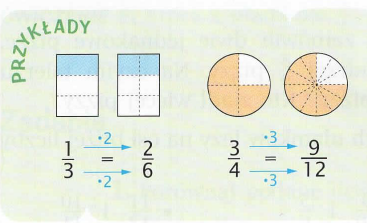 PRZYKŁADY
·2 ·3
1/3 = 2/6 3/4 = 9/12
·2 ·3